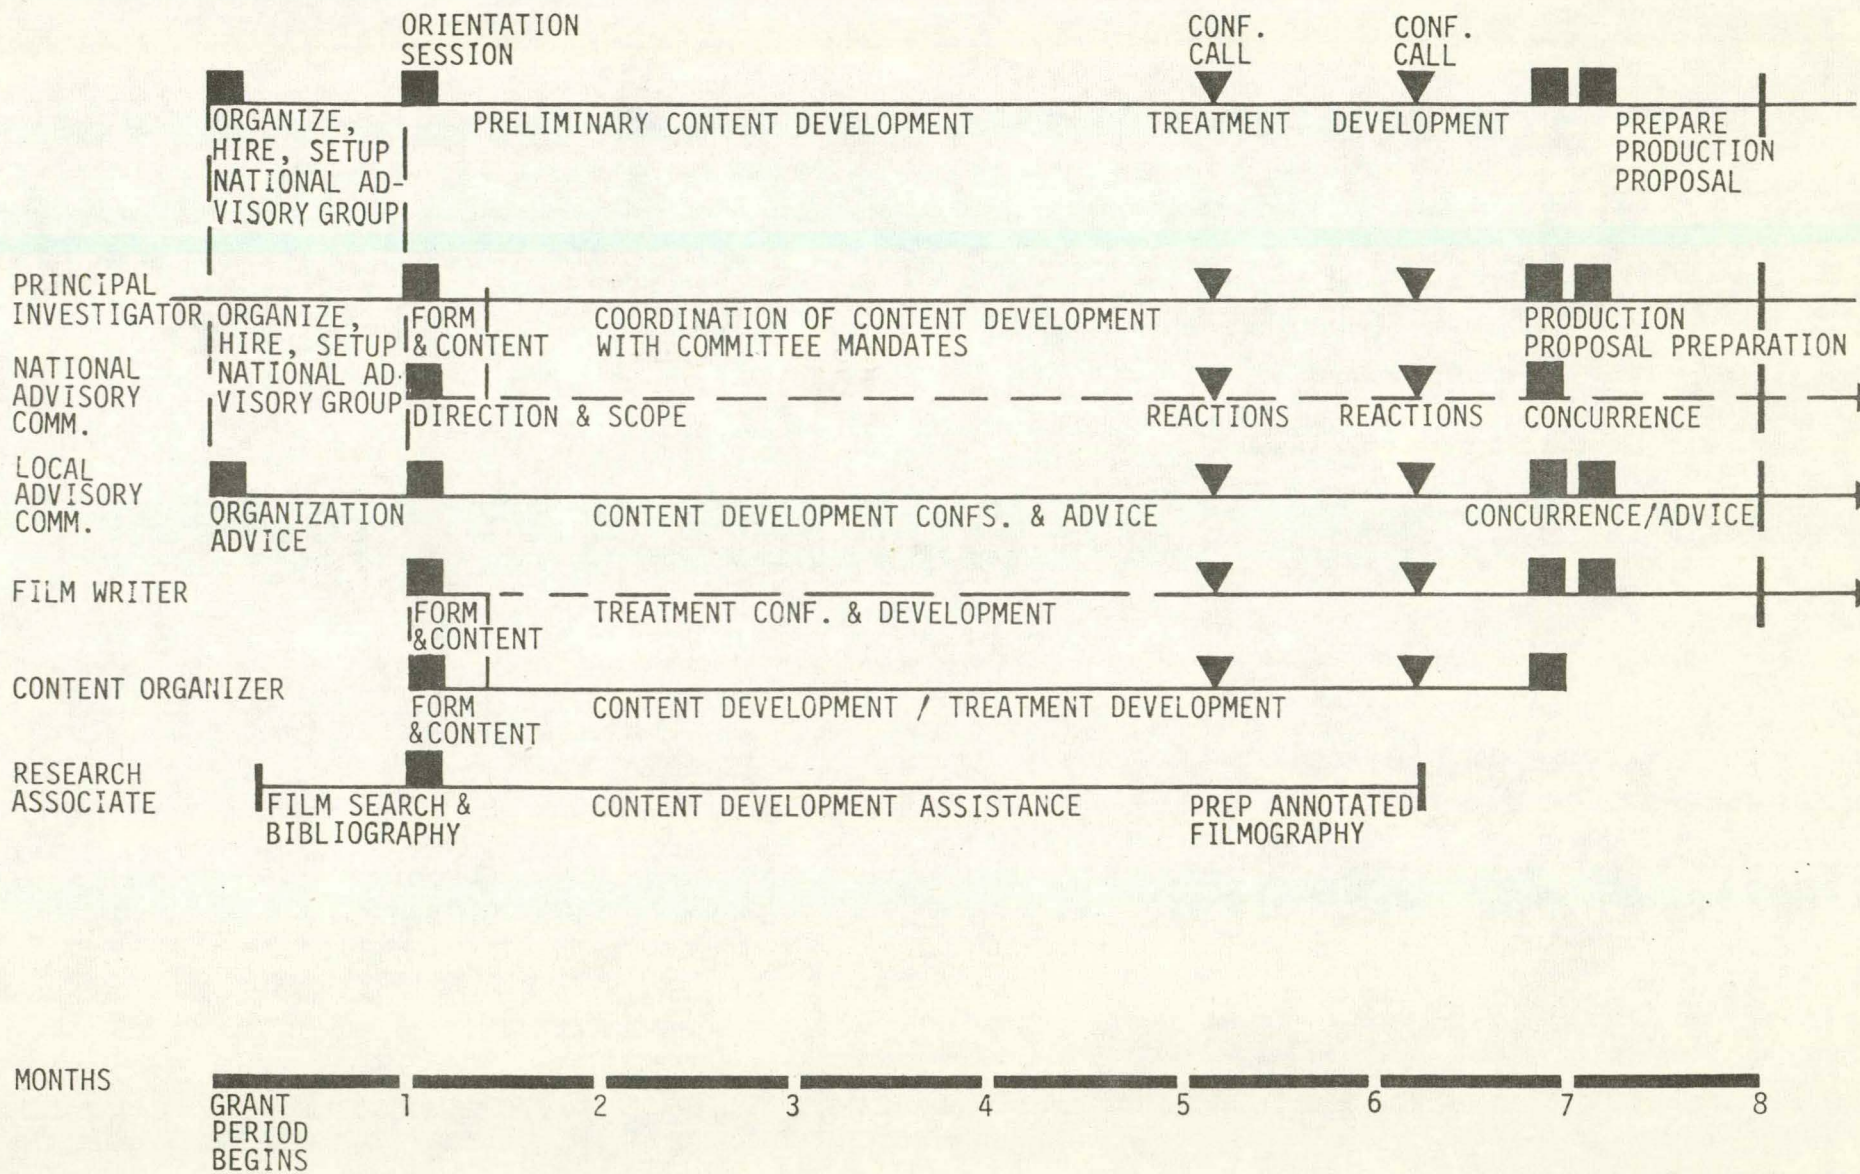 ORIENTATION
SESSION
CONF.
CALL
CONF.
CALL
ORGANIZE,
HIRE, SETUP
NATIONAL AD-
VISORY GROUP
PRELIMINARY CONTENT DEVELOPMENT
TREATMENT
DEVELOPMENT
PREPARE
PRODUCTION
PROPOSAL
PRINCIPAL
INVESTIGATOR
ORGANIZE,
HIRE, SETUP
NATIONAL AD-
VISORY GROUP
FORM
& CONTENT
COORDINATION OF CONTENT DEVELOPMENT
WITH COMMITTEE MANDATES
PRODUCTION
PROPOSAL PREPARATION
NATIONAL
ADVISORY
COMM.
DIRECTION & SCOPE
REACTIONS
REACTIONS
CONCURRENCE
LOCAL
ADVISORY
COMM.
ORGANIZATION
ADVICE
CONTENT DEVELOPMENT CONFS. & ADVICE
CONCURRENCE/ADVICE
FILM WRITER
FORM
&CONTENT
TREATMENT CONF. & DEVELOPMENT
CONTENT ORGANIZER
FORM
&CONTENT
CONTENT DEVELOPMENT / TREATMENT DEVELOPMENT
RESEARCH
ASSOCIATE
FILM SEARCH &
BIBLIOGRAPHY
CONTENT DEVELOPMENT ASSISTANCE
PREP ANNOTATED
FILMOGRAPHY
MONTHS
GRANT
PERIOD
BEGINS
1
2
3
4
5
6
7
8